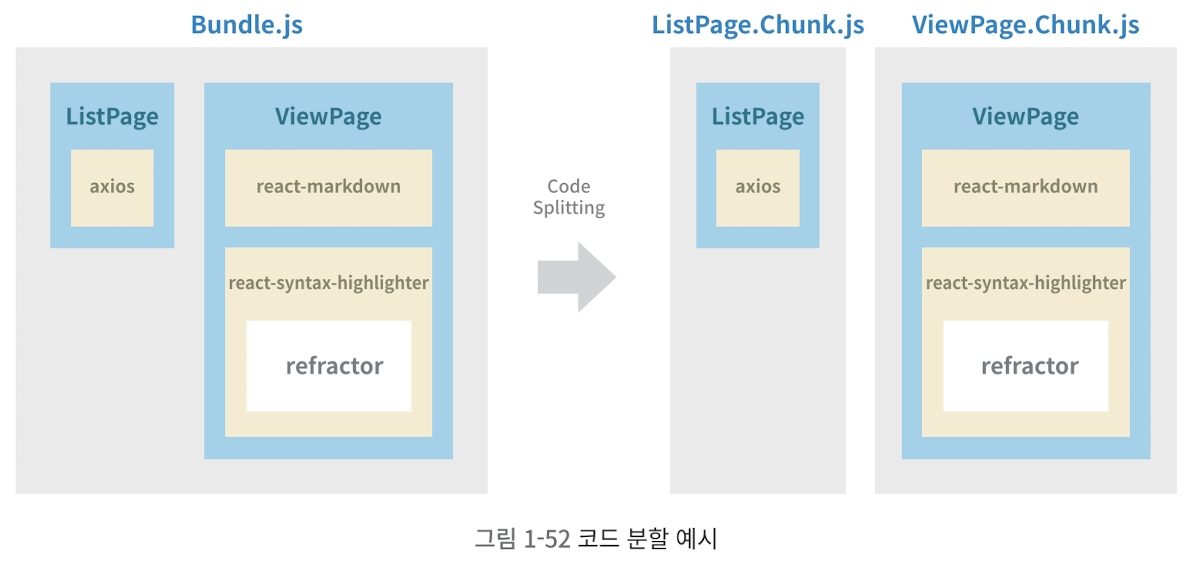 Bundle.js
ListPage
axios
ViewPage
react-markdown
react-syntax-highlighter
refractor
Code
Splitting
ListPage.Chunk.js
ListPage
axios
ViewPage.Chunk.js
ViewPage
react-markdown
react-syntax-highlighter
refractor
그림 1-52 코드 분할 예시